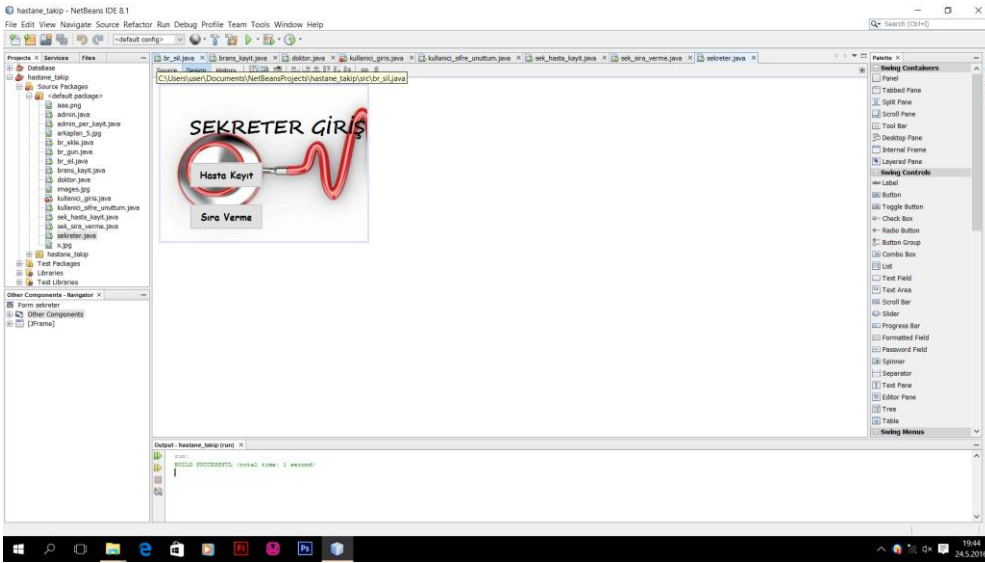 hastane_takip - NetBeans IDE 8.1
File Edit View Navigate Source Refactor Run Debug Profile Team Tools Window Help
Search (Ctrl+I)
<default config>
Projects Services Files
DataBase
hastane_takip
Source Packages
<default package>
aaa.png
admin.java
admin_per_kayit.java
arkaplan_5.jpg
br_ekle.java
br_gun.java
br_sil.java
brans_kayit.java
doktor.java
images.jpg
kullanici_giris.java
kullanici_sifre_unuttum.java
sek_hasta_kayit.java
sek_sira_verme.java
sekreter.java
x.jpg
hastane_takip
Test Packages
Libraries
Test Libraries
Other Components - Navigator
Form sekreter
Other Components
[JFrame]
br_sil.java brans_kayit.java doktor.java kullanici_giris.java kullanici_sifre_unuttum.java sek_hasta_kayit.java sek_sira_verme.java sekreter.java
Source Design History
C:\Users\user\Documents\NetBeansProjects\hastane_takip\src\br_sil.java
SEKRETER GİRİŞ
Hasta Kayıt
Sıra Verme
Output - hastane_takip (run)
run:
BUILD SUCCESSFUL (total time: 1 second)
Palette
Swing Containers
Panel
Tabbed Pane
Split Pane
Scroll Pane
Tool Bar
Desktop Pane
Internal Frame
Layered Pane
Swing Controls
Label
Button
Toggle Button
Check Box
Radio Button
Button Group
Combo Box
List
Text Field
Text Area
Scroll Bar
Slider
Progress Bar
Formatted Field
Password Field
Spinner
Separator
Text Pane
Editor Pane
Tree
Table
Swing Menus
Fl
Ps
19:44
24.5.2016